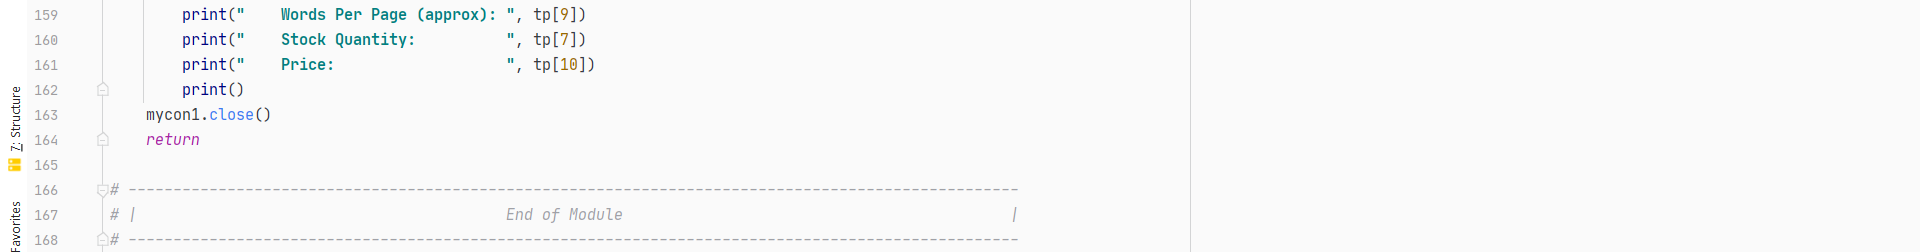 159         print("    Words Per Page (approx): ", tp[9])
160         print("    Stock Quantity:          ", tp[7])
161         print("    Price:                   ", tp[10])
162         print()
163     mycon1.close()
164     return
165
166 # ---------------------------------------------------------------------------------------------------
167 # |                                         End of Module                                           |
168 # ---------------------------------------------------------------------------------------------------
7: Structure
Favorites